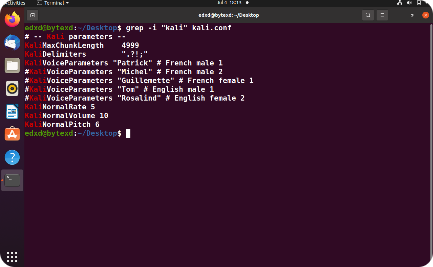 Activities Terminal
edxd@bytexd: ~/Desktop
edxd@bytexd:~/Desktop$ grep -i "kali" kali.conf
# -- Kali parameters --
KaliMaxChunkLength 4999
KaliDelimiters ".?!;"
KaliVoiceParameters "Patrick" # French male 1
#KaliVoiceParameters "Michel" # French male 2
#KaliVoiceParameters "Guillemette" # French female 1
#KaliVoiceParameters "Tom" # English male 1
#KaliVoiceParameters "Rosalind" # English female 2
KaliNormalRate 5
KaliNormalVolume 10
KaliNormalPitch 6
edxd@bytexd:~/Desktop$